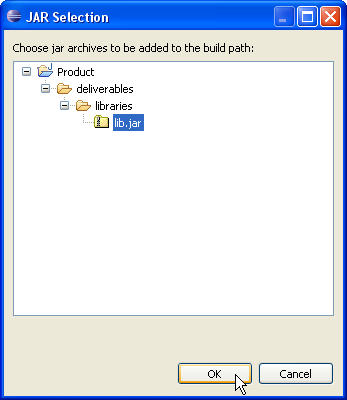 JAR Selection
Choose jar archives to be added to the build path:
Product
deliverables
libraries
lib.jar
OK
Cancel